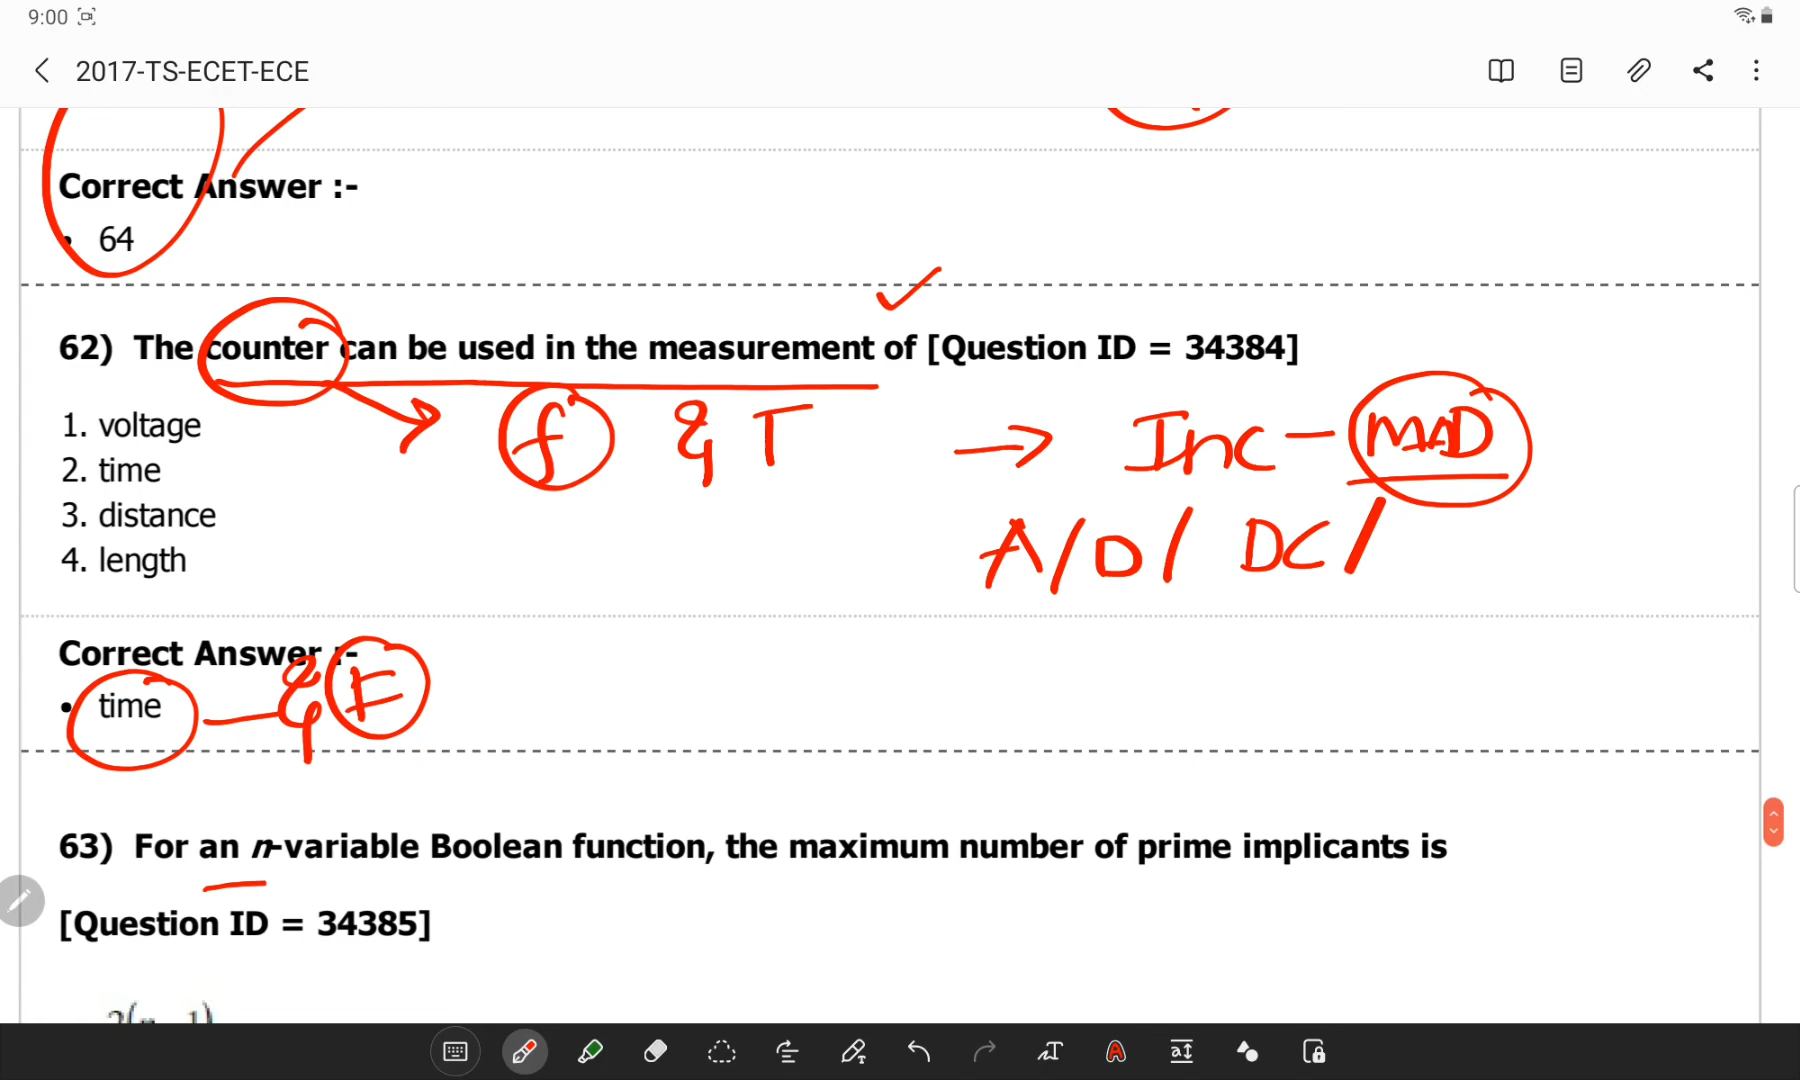 9:00
2017-TS-ECET-ECE
Correct Answer :-
• 64
62) The counter can be used in the measurement of [Question ID = 34384]
f & T → Inc - MAD
1. voltage
2. time
3. distance
4. length
A/D/ DC/
Correct Answer :-
• time - & F
63) For an n-variable Boolean function, the maximum number of prime implicants is
[Question ID = 34385]